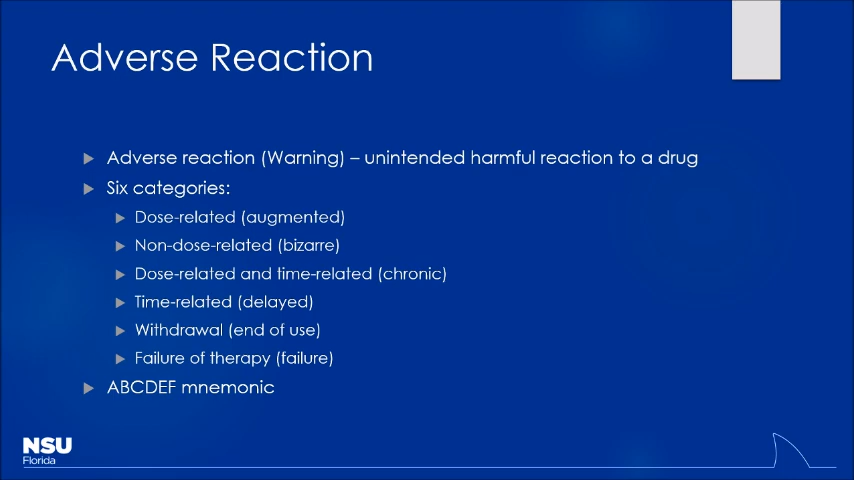 Adverse Reaction
Adverse reaction (Warning) – unintended harmful reaction to a drug
Six categories:
Dose-related (augmented)
Non-dose-related (bizarre)
Dose-related and time-related (chronic)
Time-related (delayed)
Withdrawal (end of use)
Failure of therapy (failure)
ABCDEF mnemonic
NSU
Florida